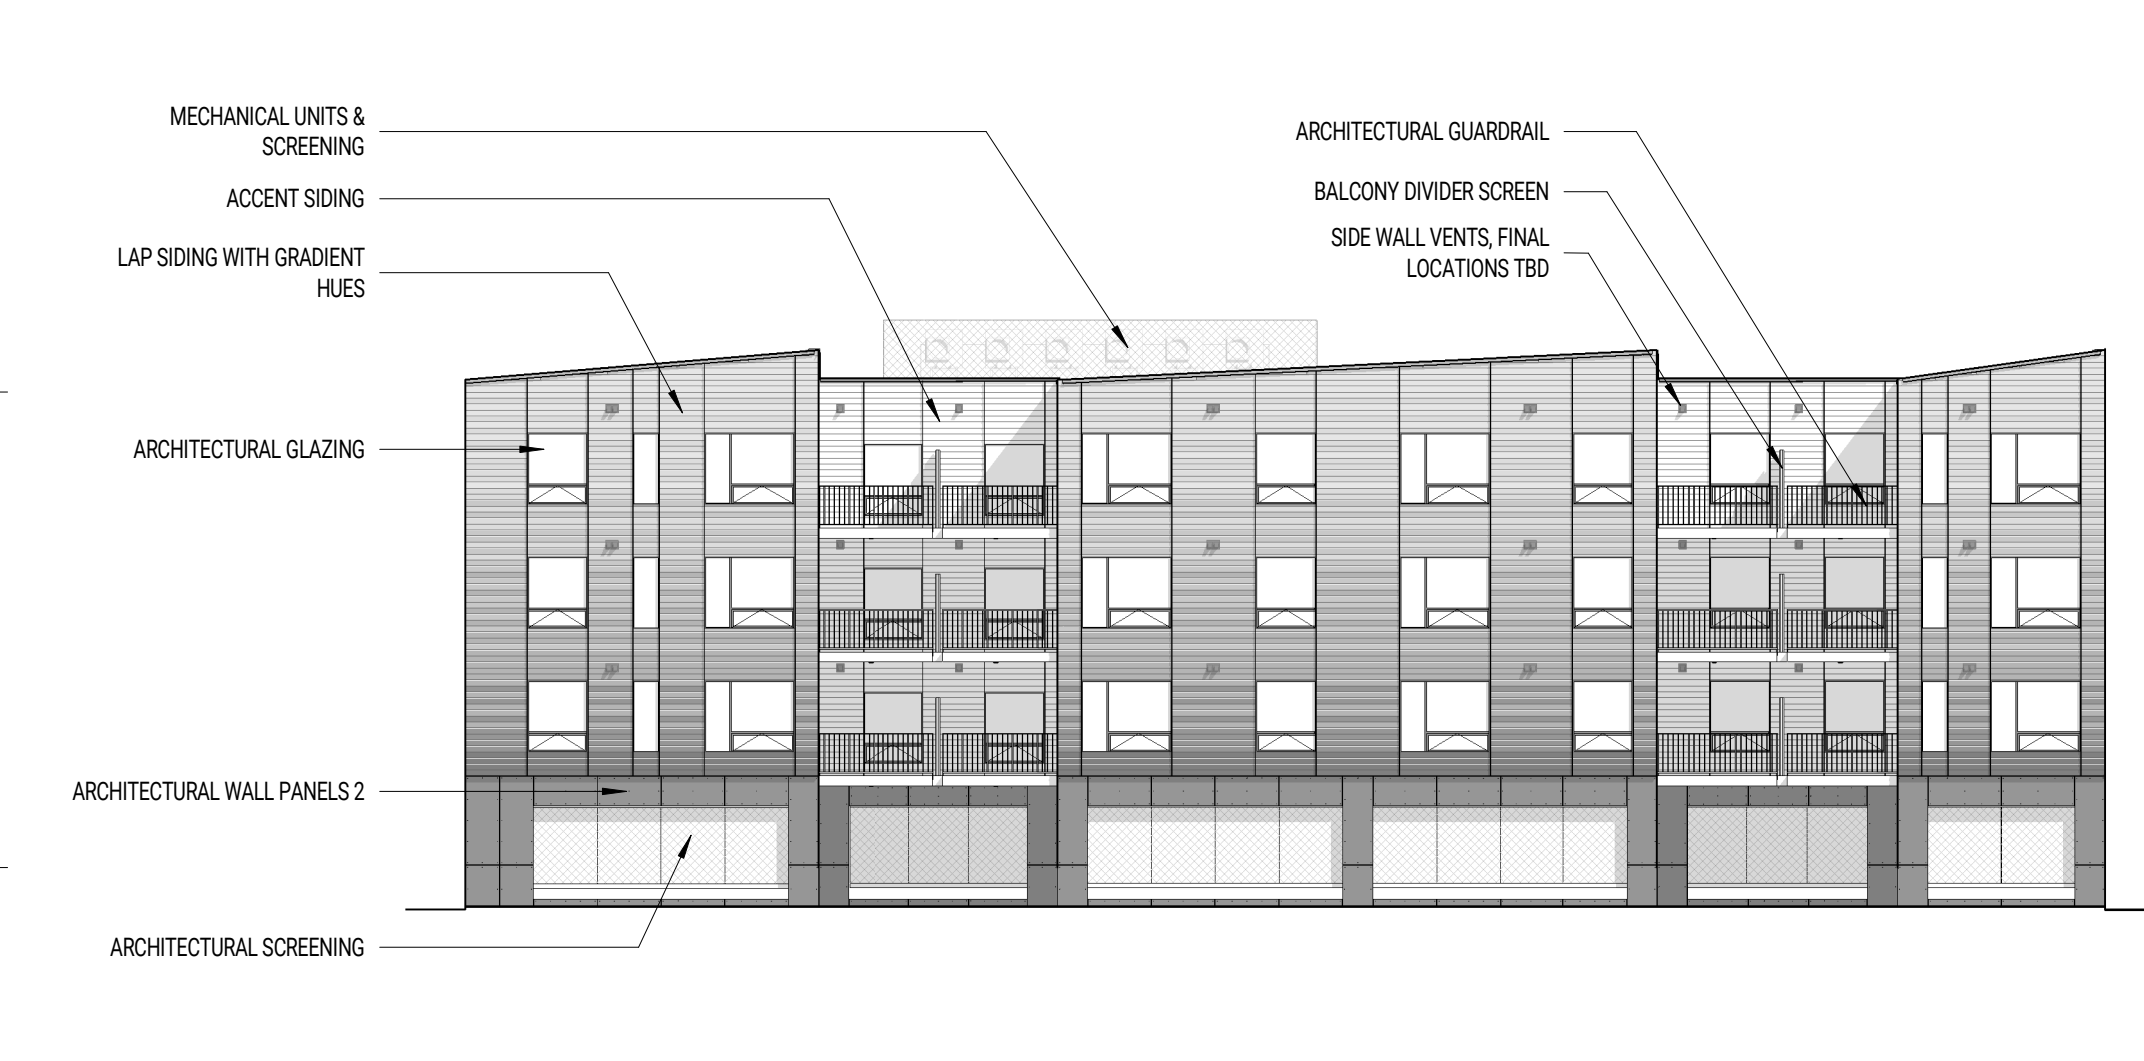 MECHANICAL UNITS &
SCREENING
ACCENT SIDING
LAP SIDING WITH GRADIENT
HUES
ARCHITECTURAL GLAZING
ARCHITECTURAL WALL PANELS 2
ARCHITECTURAL SCREENING
ARCHITECTURAL GUARDRAIL
BALCONY DIVIDER SCREEN
SIDE WALL VENTS, FINAL
LOCATIONS TBD